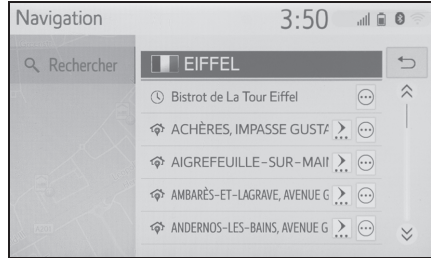 Navigation 3:50
Rechercher
EIFFEL
Bistrot de La Tour Eiffel
ACHÈRES, IMPASSE GUSTA
AIGREFEUILLE-SUR-MAI
AMBARÈS-ET-LAGRAVE, AVENUE G
ANDERNOS-LES-BAINS, AVENUE G